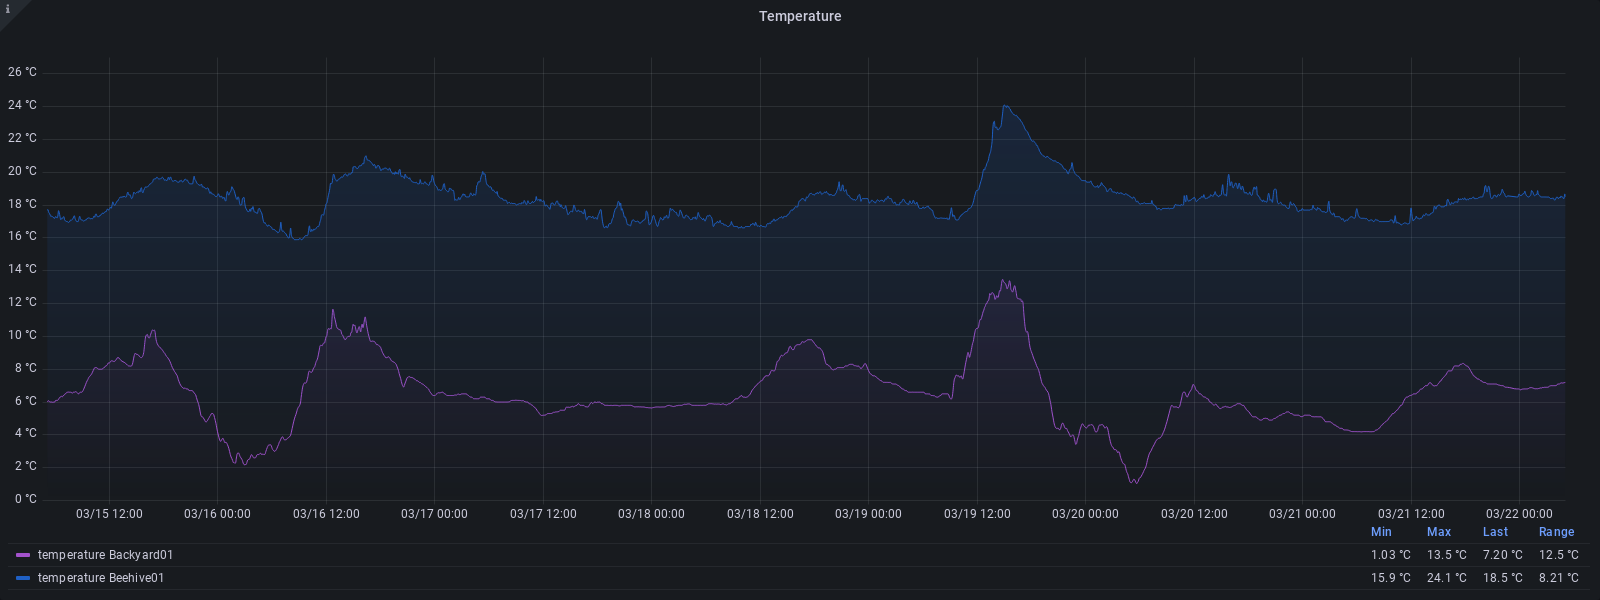 i
Temperature
26 °C
24 °C
22 °C
20 °C
18 °C
16 °C
14 °C
12 °C
10 °C
8 °C
6 °C
4 °C
2 °C
0 °C
03/15 12:00 03/16 00:00 03/16 12:00 03/17 00:00 03/17 12:00 03/18 00:00 03/18 12:00 03/19 00:00 03/19 12:00 03/20 00:00 03/20 12:00 03/21 00:00 03/21 12:00 03/22 00:00
Min Max Last Range
temperature Backyard01 1.03 °C 13.5 °C 7.20 °C 12.5 °C
temperature Beehive01 15.9 °C 24.1 °C 18.5 °C 8.21 °C